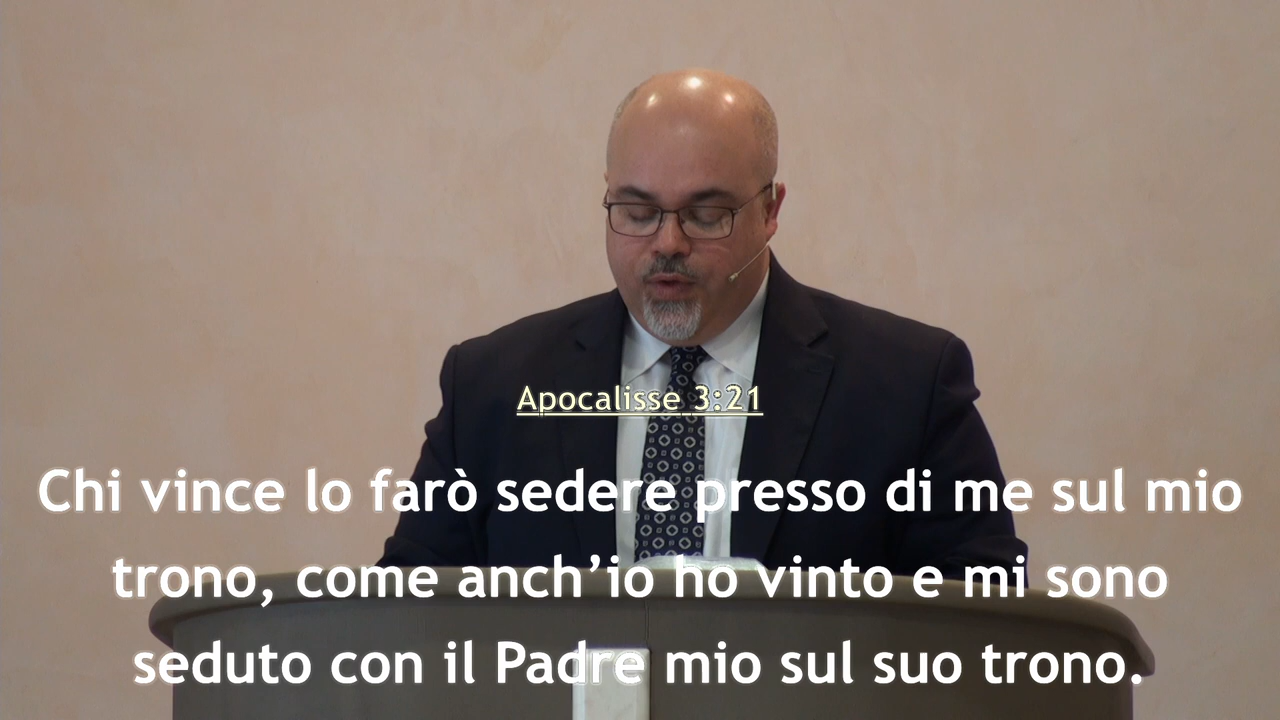 Apocalisse 3:21
Chi vince lo farò sedere presso di me sul mio
trono, come anch’io ho vinto e mi sono
seduto con il Padre mio sul suo trono.